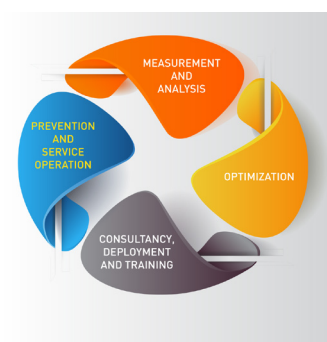 MEASUREMENT
AND
ANALYSIS
PREVENTION
AND
SERVICE
OPERATION
OPTIMIZATION
CONSULTANCY,
DEPLOYMENT
AND TRAINING